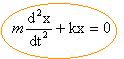 m d²x/dt² + kx = 0